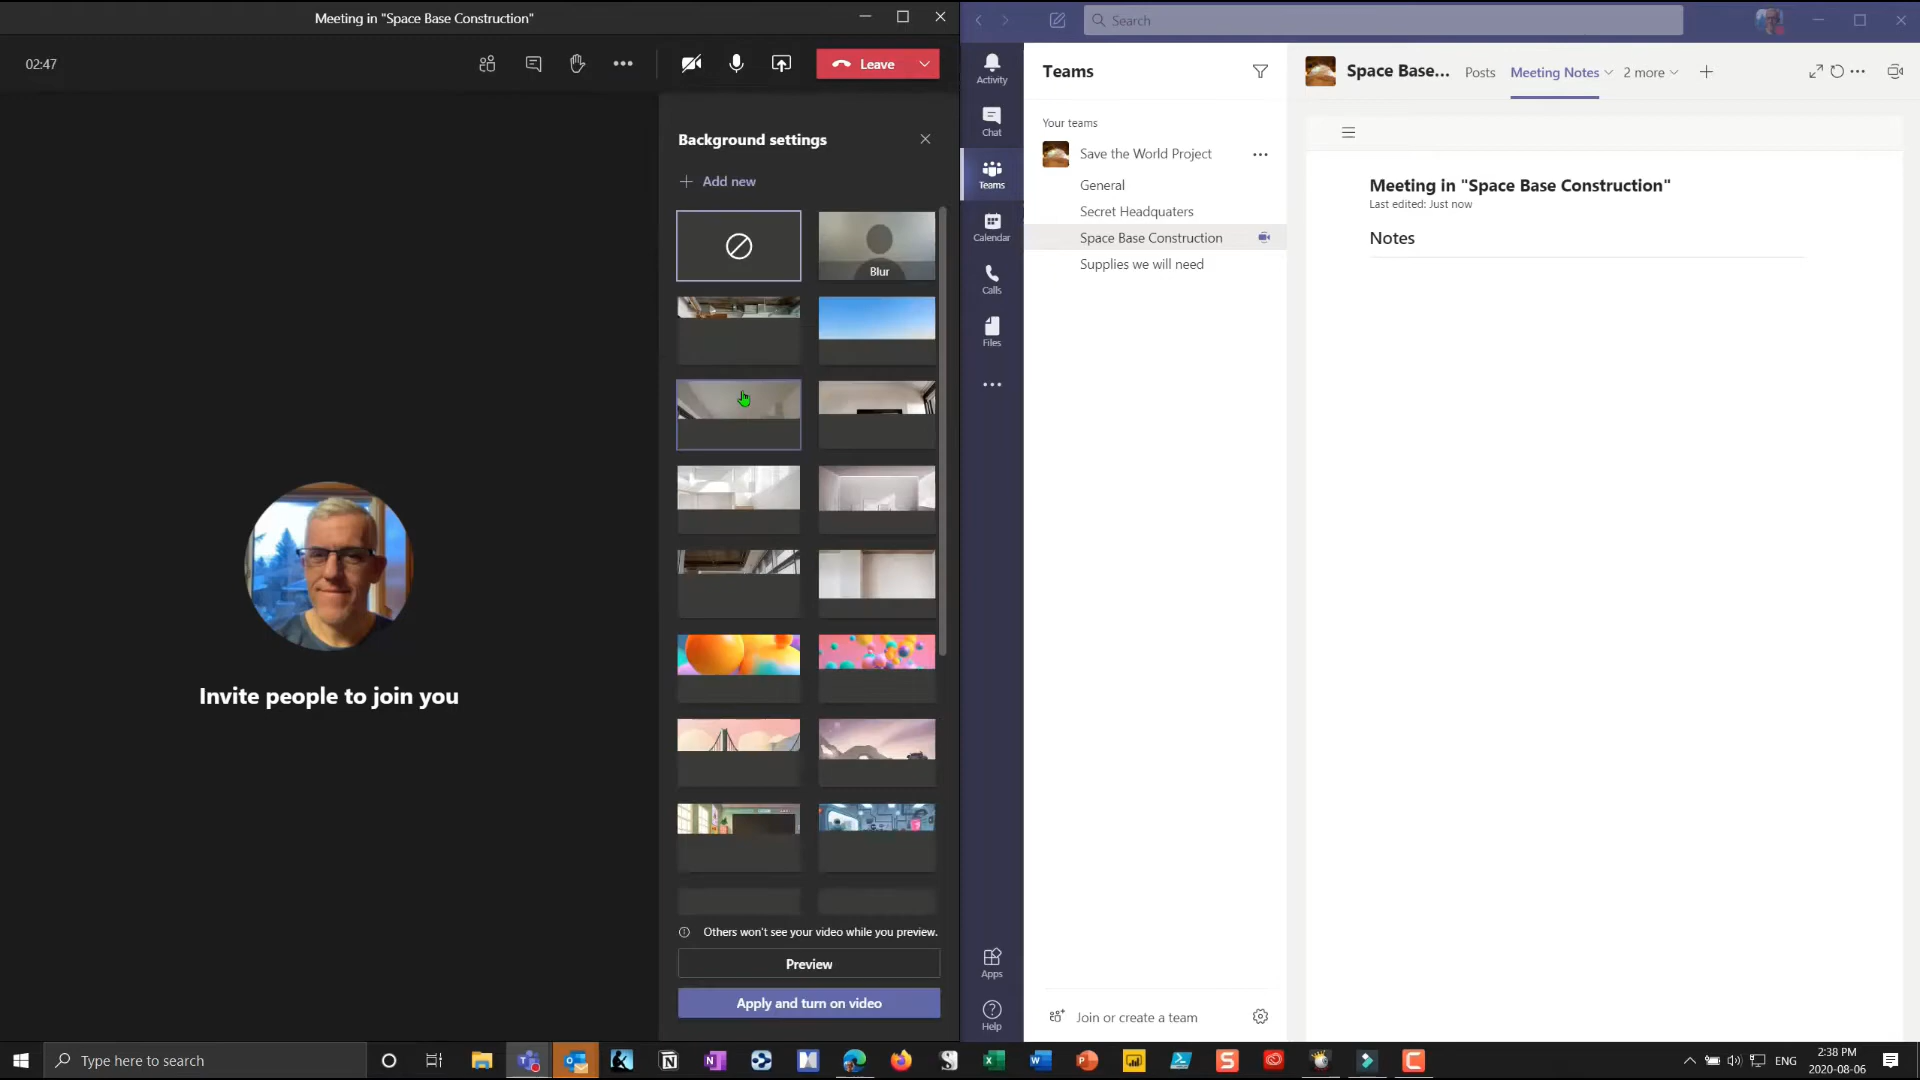 Meeting in "Space Base Construction"
02:47
Leave
Background settings
Add new
Blur
Others won't see your video while you preview.
Preview
Apply and turn on video
Invite people to join you
Search
Activity
Chat
Teams
Calendar
Calls
Files
Apps
Help
Teams
Your teams
Save the World Project
General
Secret Headquaters
Space Base Construction
Supplies we will need
Join or create a team
Space Base...
Posts
Meeting Notes
2 more
Meeting in "Space Base Construction"
Last edited: Just now
Notes
Type here to search
ENG
2:38 PM
2020-08-06